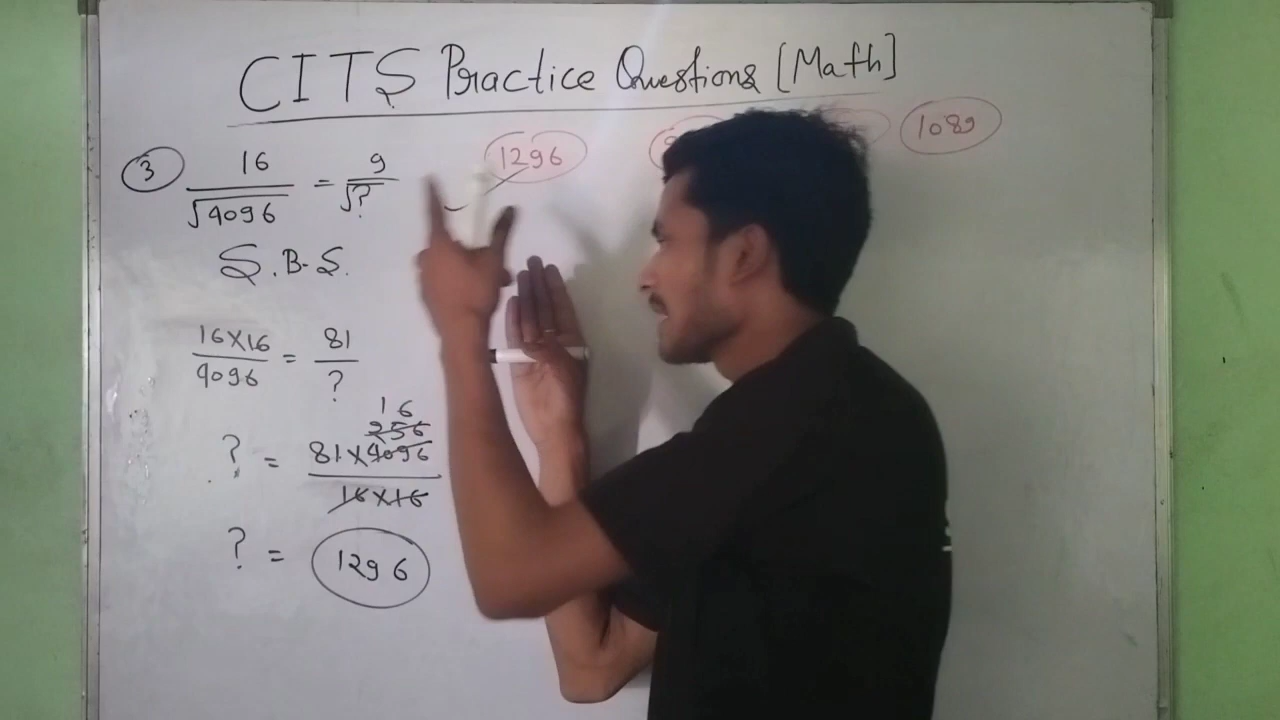 CITS Practice Questions [Math]
1296 1089
3 16/√4096 = 9/√?
S.B.S.
16×16/4096 = 81/?
16
256
? = 81×4096/16×16
? = 1296